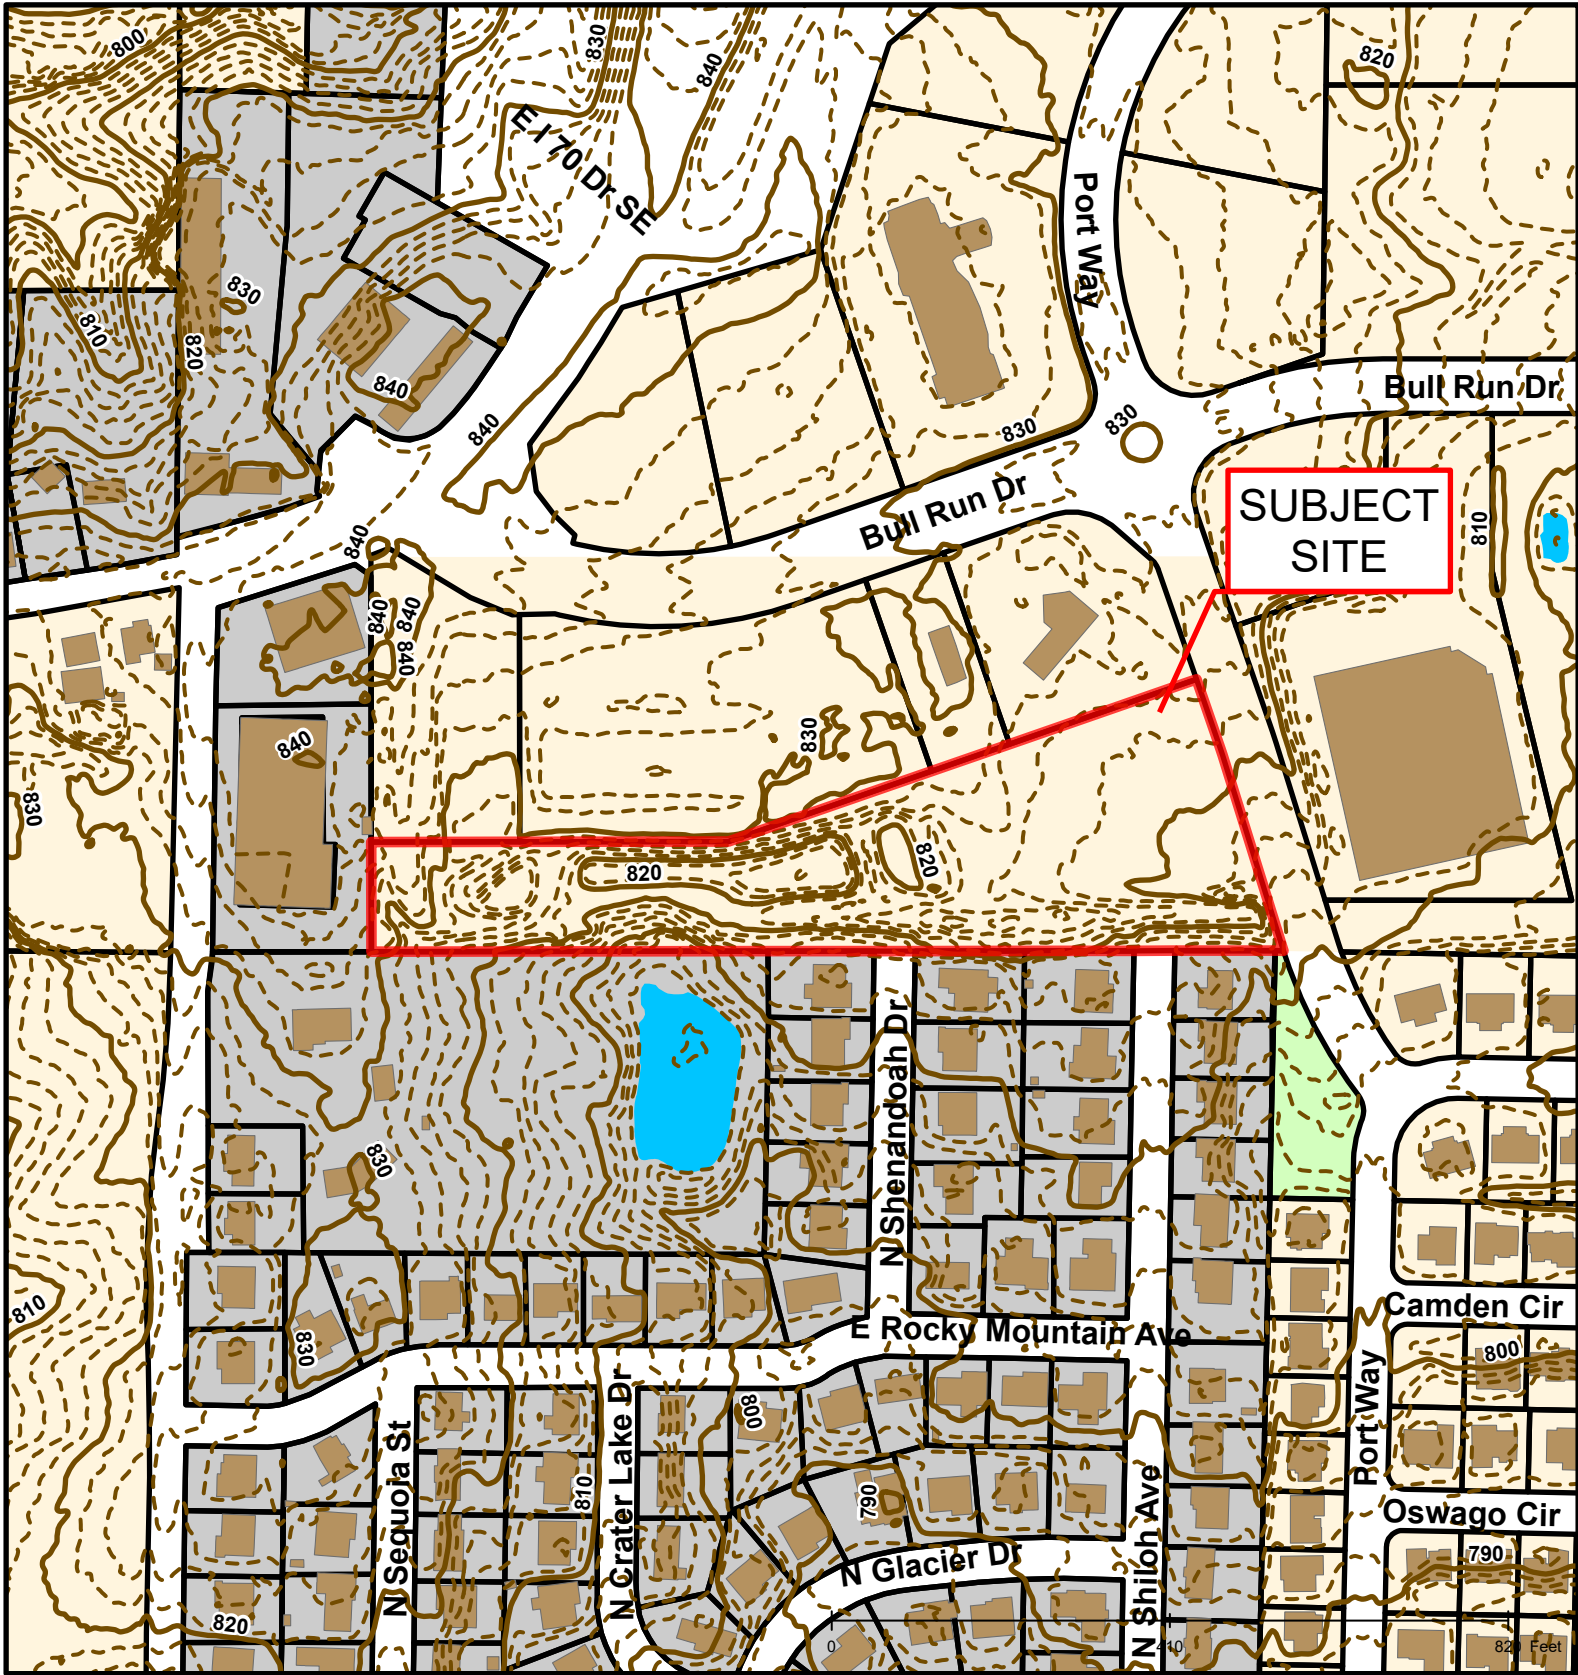 800
830
840
820
E I 70 Dr SE
Port Way
830
810
820
840
840
Bull Run Dr
830
830
SUBJECT
SITE
Bull Run Dr
810
840
840
840
840
840
830
830
820
820
N Shenandoah Dr
830
810
830
E Rocky Mountain Ave
Camden Cir
800
Port Way
N Crater Lake Dr
800
N Sequoia St
810
790
N Shiloh Ave
Oswago Cir
790
N Glacier Dr
820
0 410 820 Feet